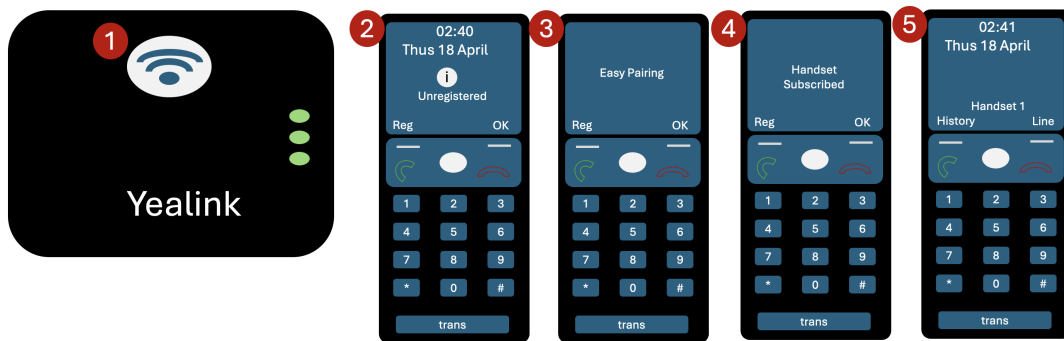 1
Yealink
2
02:40
Thus 18 April
i
Unregistered
Reg OK
1 2 3
4 5 6
7 8 9
* 0 #
trans
3
Easy Pairing
Reg OK
1 2 3
4 5 6
7 8 9
* 0 #
trans
4
Handset
Subscribed
Reg OK
1 2 3
4 5 6
7 8 9
* 0 #
trans
5
02:41
Thus 18 April
Handset 1
History Line
1 2 3
4 5 6
7 8 9
* 0 #
trans